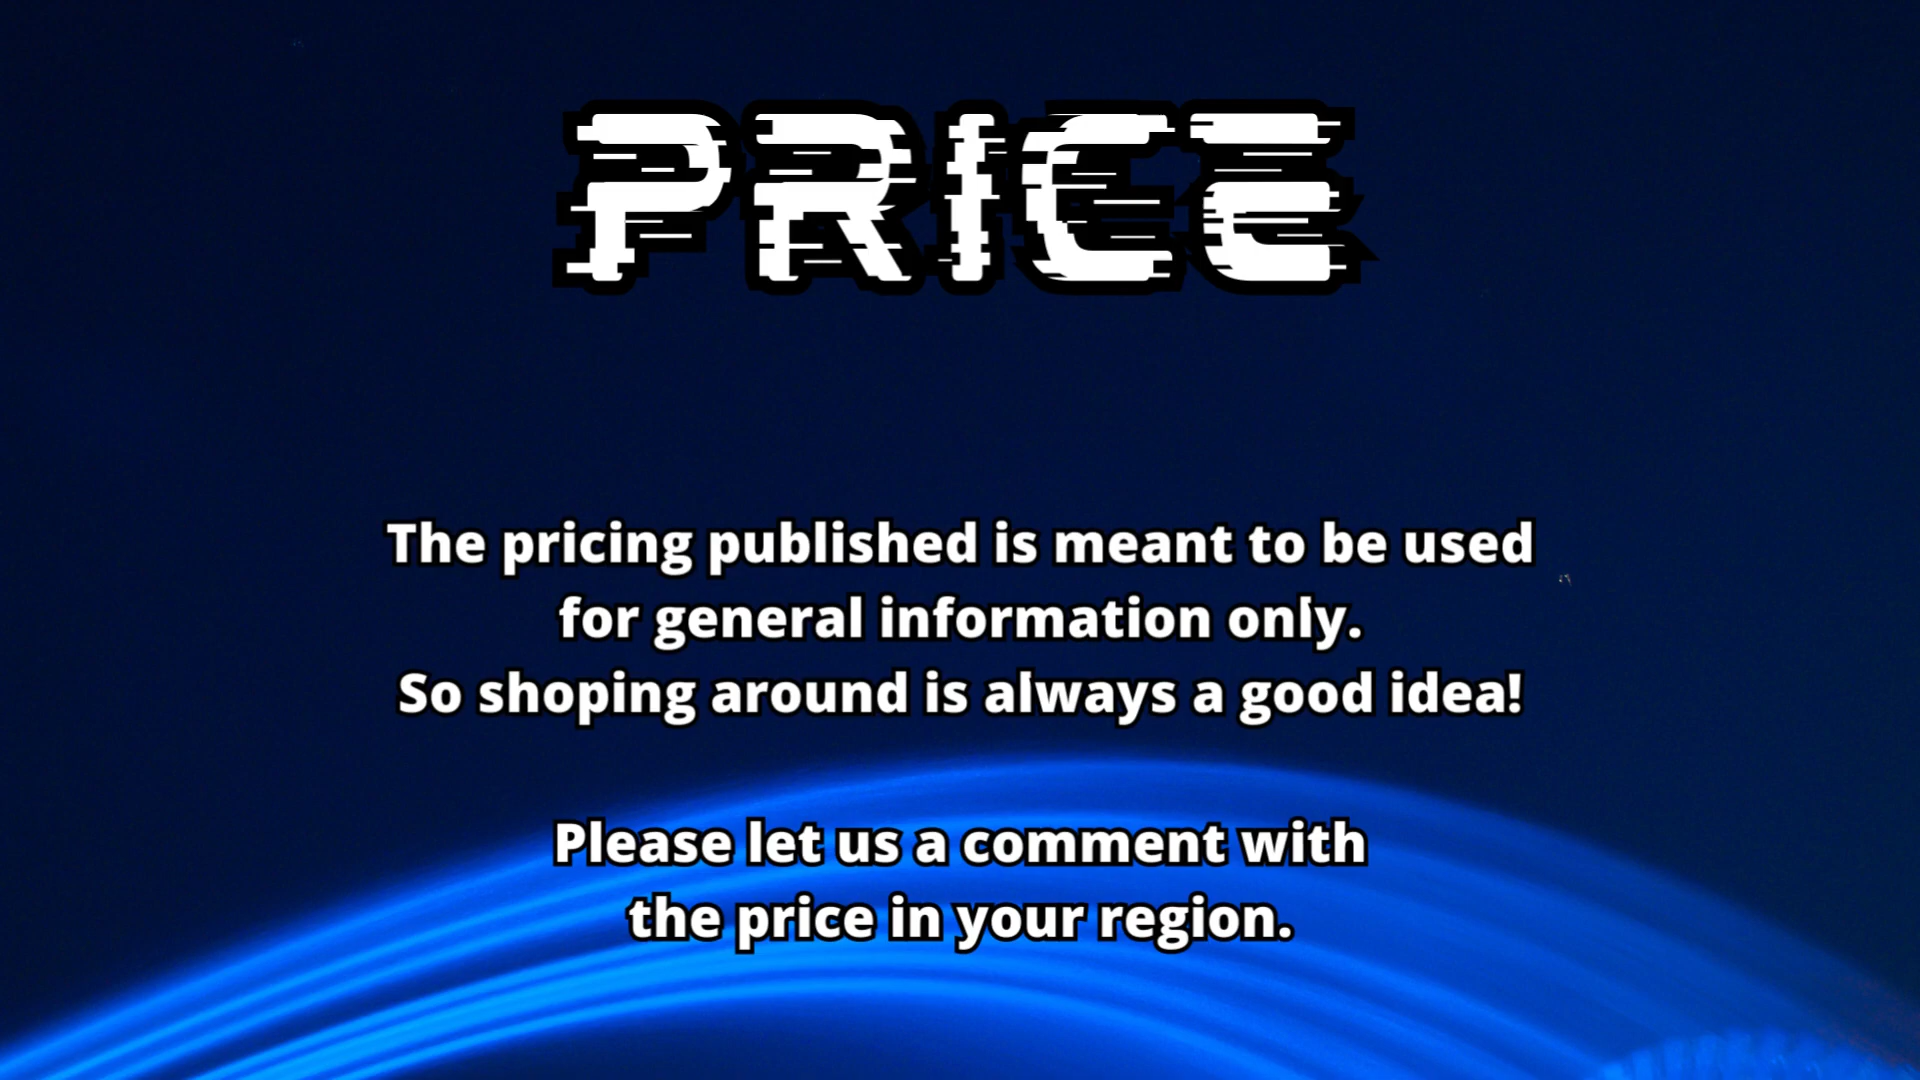 PRICE
The pricing published is meant to be used
for general information only.
So shoping around is always a good idea!
Please let us a comment with
the price in your region.